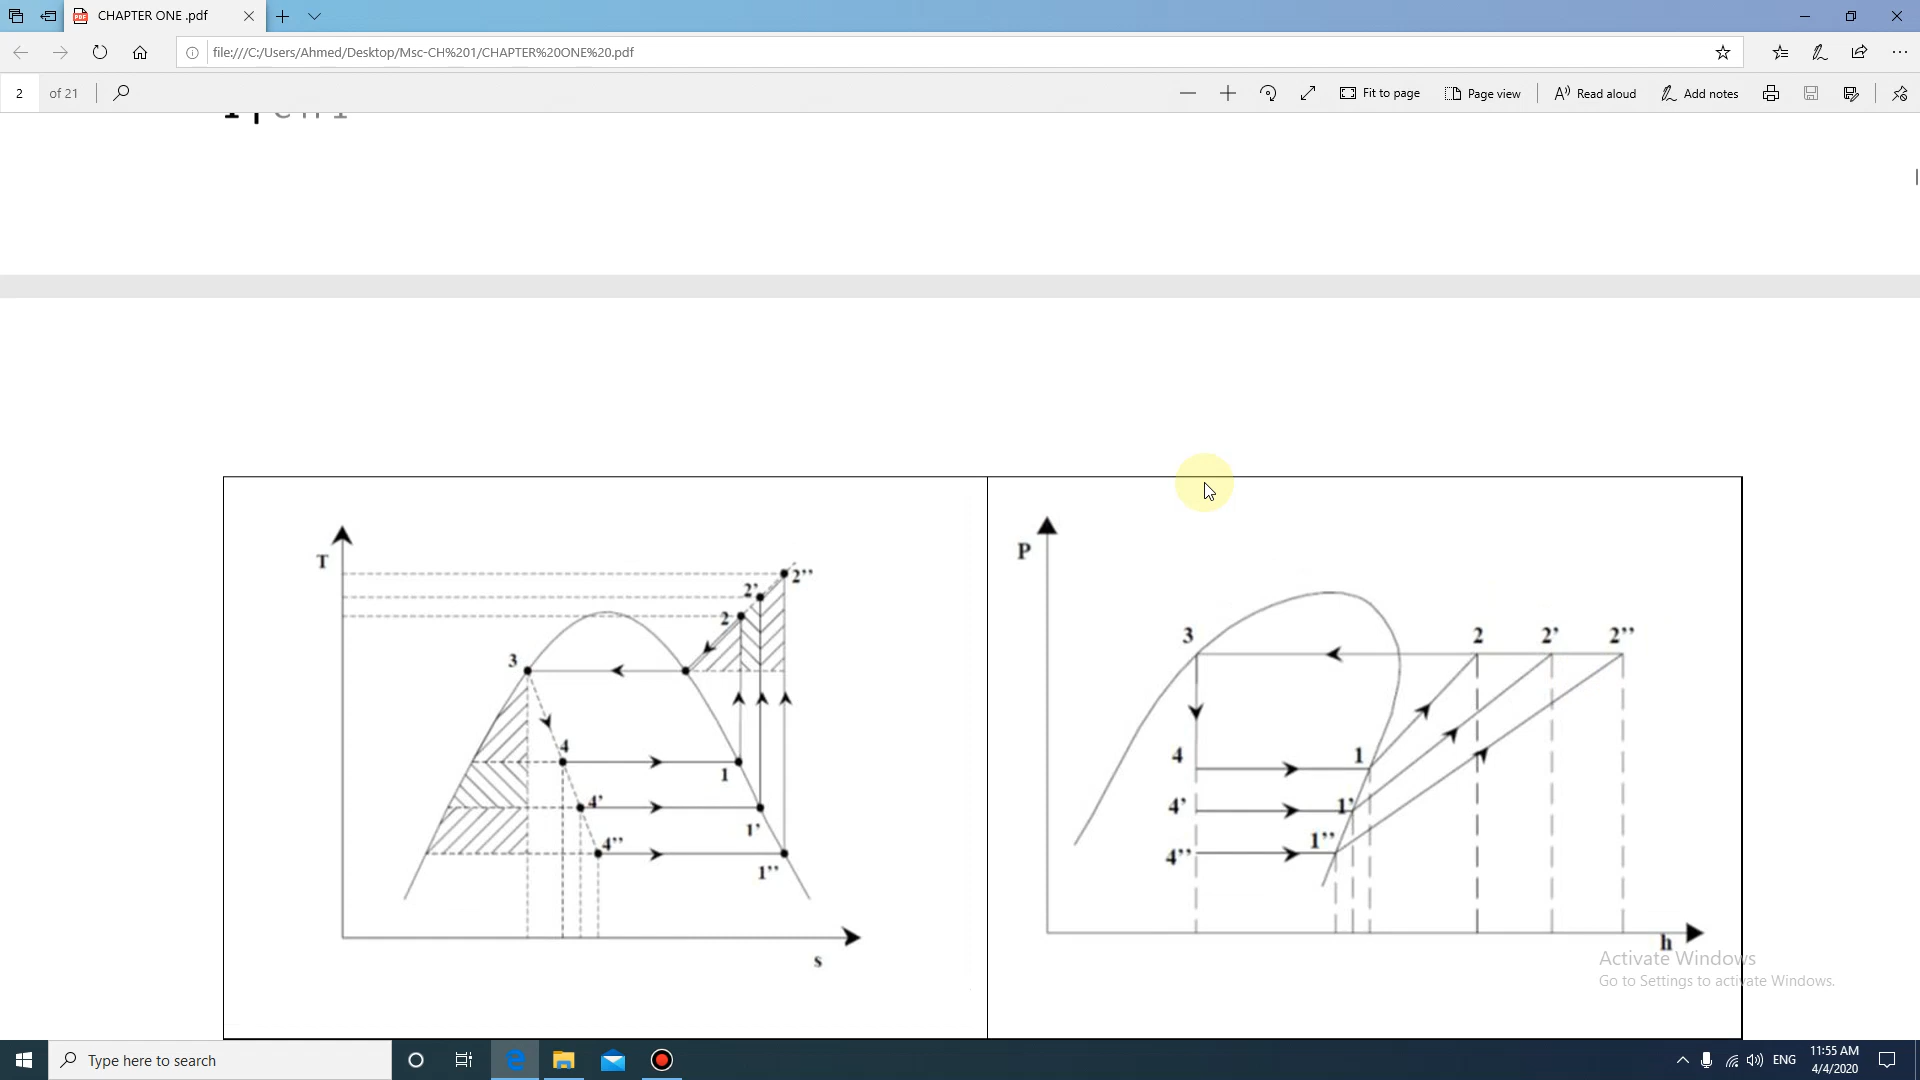 CHAPTER ONE .pdf
file:///C:/Users/Ahmed/Desktop/Msc-CH%201/CHAPTER%20ONE%20.pdf
2 of 21
Fit to page
Page view
Read aloud
Add notes
T
2''
2'
2
3
4
1
4'
1'
4''
1''
s
P
3
2
2'
2''
4
1
4'
1'
4''
1''
h
Activate Windows
Go to Settings to activate Windows.
Type here to search
ENG
11:55 AM
4/4/2020